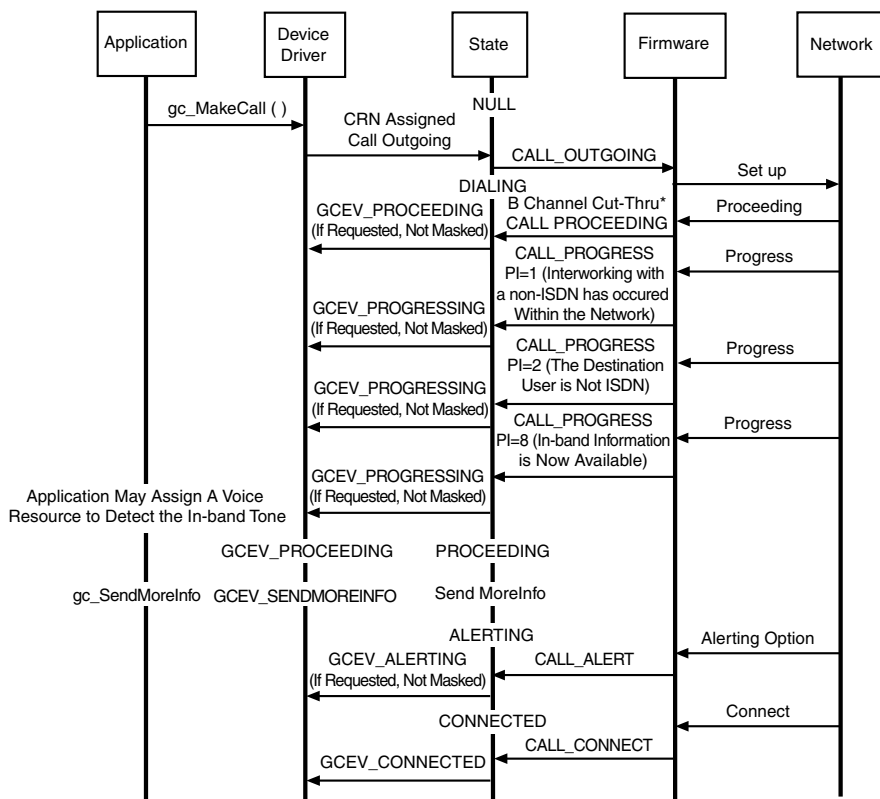 Application
Device
Driver
State
Firmware
Network
NULL
gc_MakeCall ( )
CRN Assigned
Call Outgoing
CALL_OUTGOING
Set up
DIALING
B Channel Cut-Thru*
GCEV_PROCEEDING
(If Requested, Not Masked)
CALL PROCEEDING
Proceeding
CALL_PROGRESS
PI=1 (Interworking with
a non-ISDN has occured
Within the Network)
Progress
GCEV_PROGRESSING
(If Requested, Not Masked)
CALL_PROGRESS
PI=2 (The Destination
User is Not ISDN)
Progress
GCEV_PROGRESSING
(If Requested, Not Masked)
CALL_PROGRESS
PI=8 (In-band Information
is Now Available)
Progress
GCEV_PROGRESSING
(If Requested, Not Masked)
Application May Assign A Voice
Resource to Detect the In-band Tone
GCEV_PROCEEDING
PROCEEDING
gc_SendMoreInfo
GCEV_SENDMOREINFO
Send MoreInfo
ALERTING
Alerting Option
GCEV_ALERTING
(If Requested, Not Masked)
CALL_ALERT
CONNECTED
Connect
CALL_CONNECT
GCEV_CONNECTED